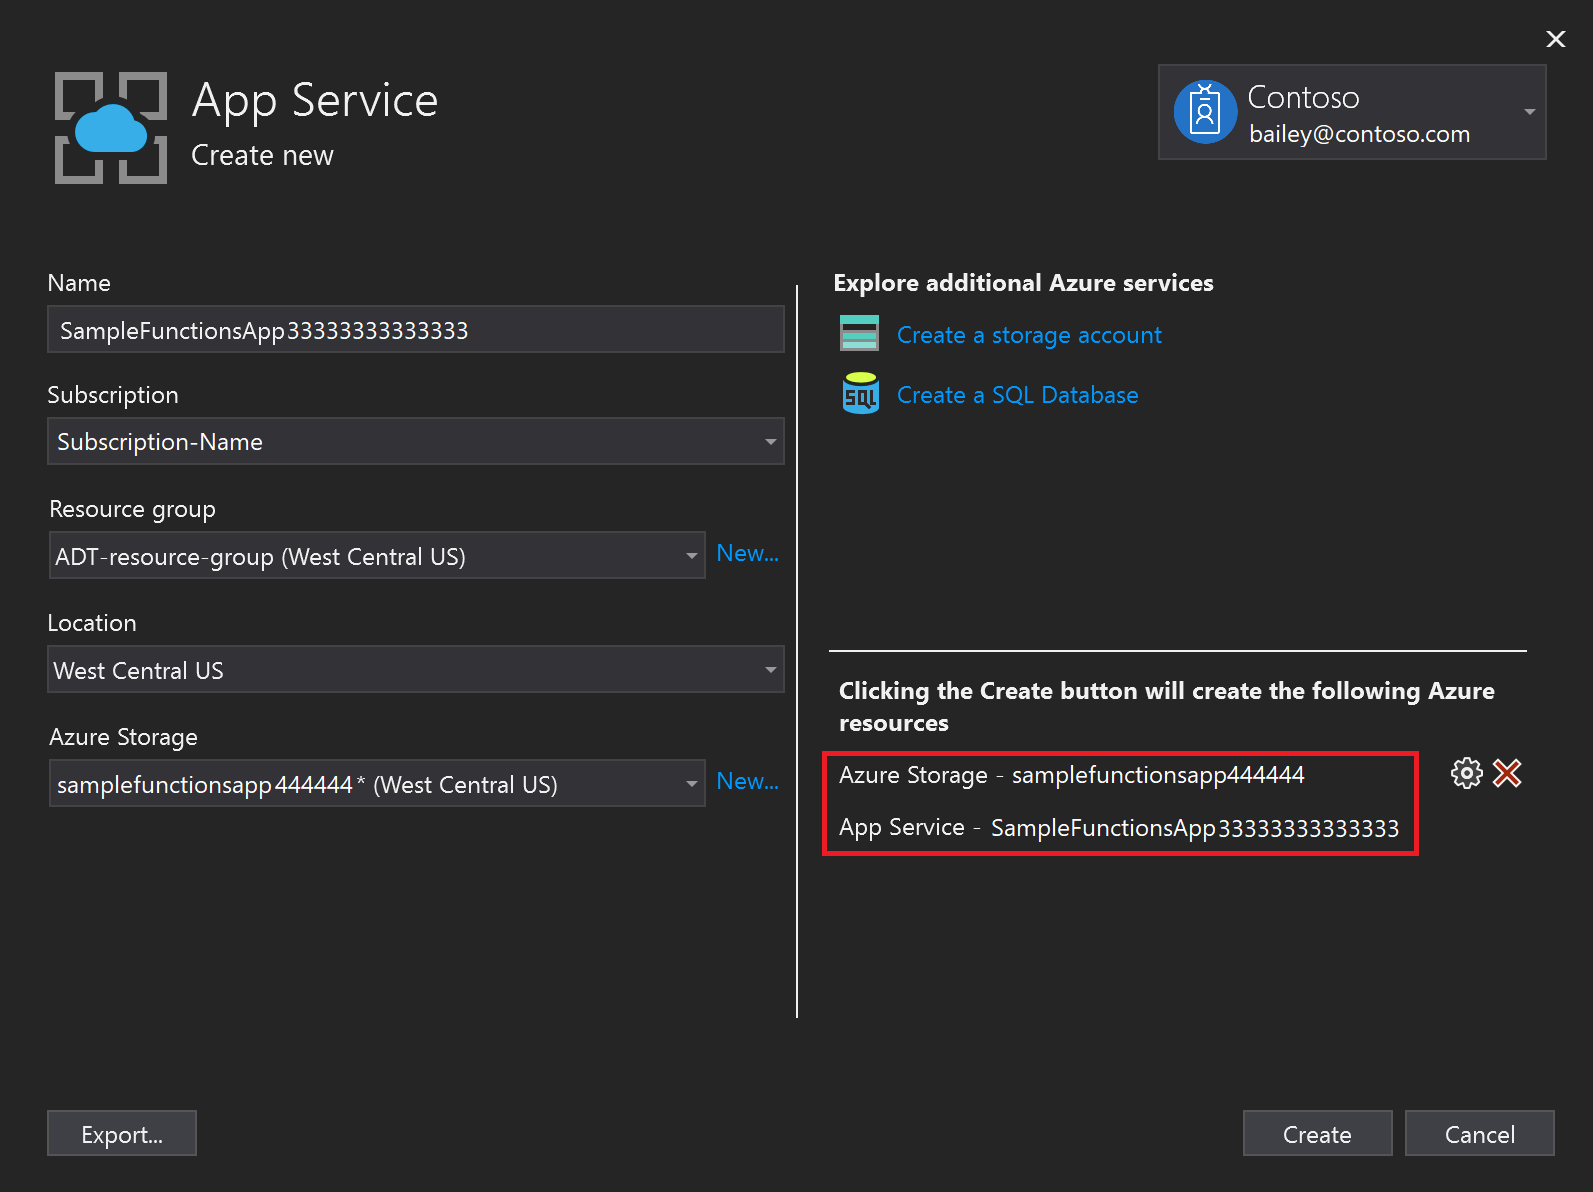 App Service
Create new
Contoso
bailey@contoso.com
Name
SampleFunctionsApp33333333333333
Subscription
Subscription-Name
Resource group
ADT-resource-group (West Central US)
New...
Location
West Central US
Azure Storage
samplefunctionsapp444444* (West Central US)
New...
Explore additional Azure services
Create a storage account
SQL
Create a SQL Database
Clicking the Create button will create the following Azure
resources
Azure Storage - samplefunctionsapp444444
App Service - SampleFunctionsApp33333333333333
Export...
Create
Cancel